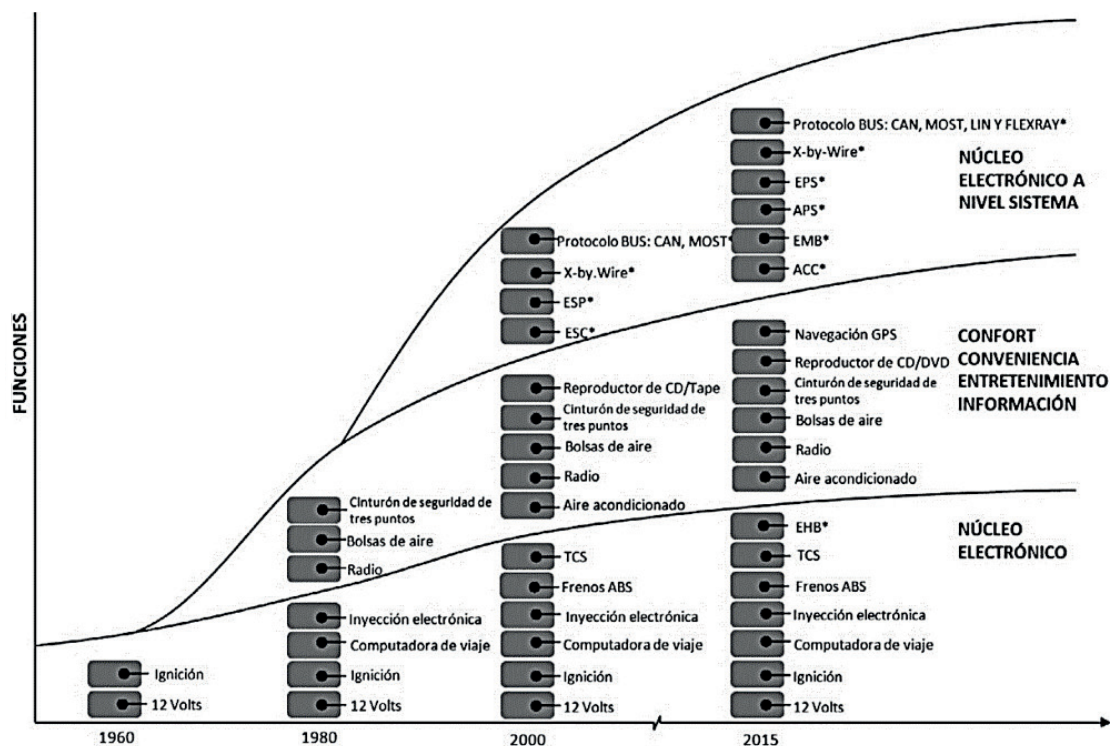 FUNCIONES
Ignición
12 Volts
1960
Cinturón de seguridad de
tres puntos
Bolsas de aire
Radio
Inyección electrónica
Computadora de viaje
Ignición
12 Volts
1980
Protocolo BUS: CAN, MOST*
X-by.Wire*
ESP*
ESC*
Reproductor de CD/Tape
Cinturón de seguridad de
tres puntos
Bolsas de aire
Radio
Aire acondicionado
TCS
Frenos ABS
Inyección electrónica
Computadora de viaje
Ignición
12 Volts
2000
Protocolo BUS: CAN, MOST, LIN Y FLEXRAY*
X-by-Wire*
EPS*
APS*
EMB*
ACC*
Navegación GPS
Reproductor de CD/DVD
Cinturón de seguridad de
tres puntos
Bolsas de aire
Radio
Aire acondicionado
EHB*
TCS
Frenos ABS
Inyección electrónica
Computadora de viaje
Ignición
12 Volts
2015
NÚCLEO
ELECTRÓNICO A
NIVEL SISTEMA
CONFORT
CONVENIENCIA
ENTRETENIMIENTO
INFORMACIÓN
NÚCLEO
ELECTRÓNICO